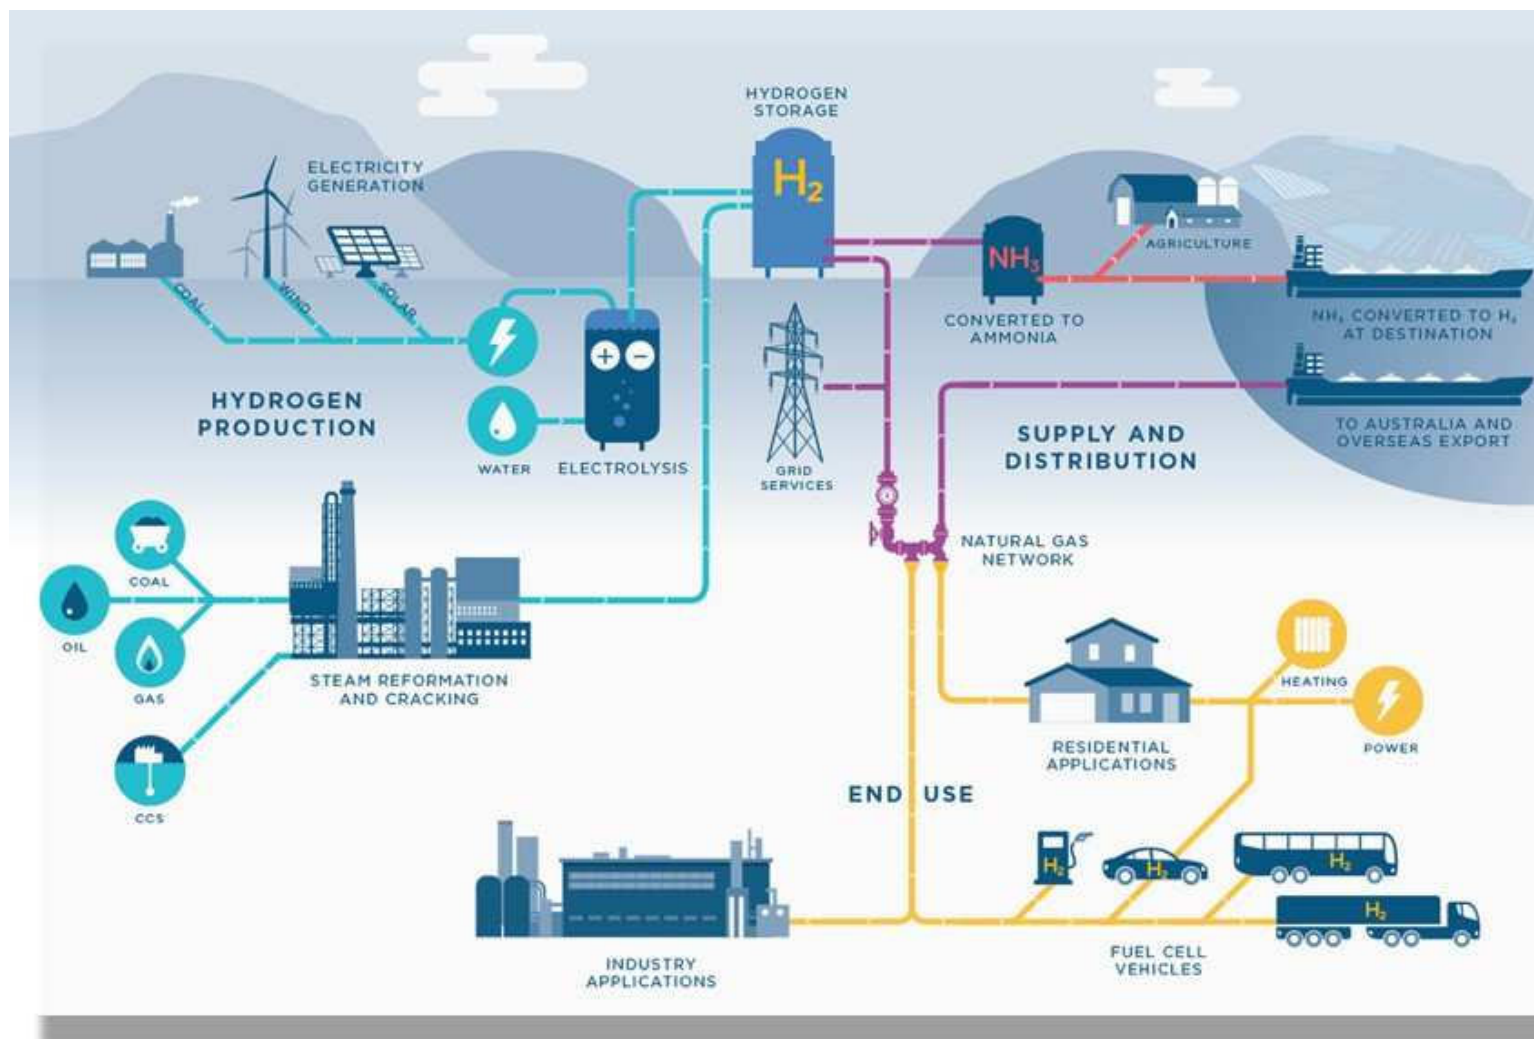 HYDROGEN
STORAGE
H₂
ELECTRICITY
GENERATION
COAL
WIND
SOLAR
HYDROGEN
PRODUCTION
WATER
ELECTROLYSIS
GRID
SERVICES
NH₃
CONVERTED TO
AMMONIA
AGRICULTURE
NH₃ CONVERTED TO H₂
AT DESTINATION
TO AUSTRALIA AND
OVERSEAS EXPORT
SUPPLY AND
DISTRIBUTION
NATURAL GAS
NETWORK
COAL
OIL
GAS
CCS
STEAM REFORMATION
AND CRACKING
HEATING
POWER
RESIDENTIAL
APPLICATIONS
END USE
H₂
H₂
H₂
H₂
FUEL CELL
VEHICLES
INDUSTRY
APPLICATIONS